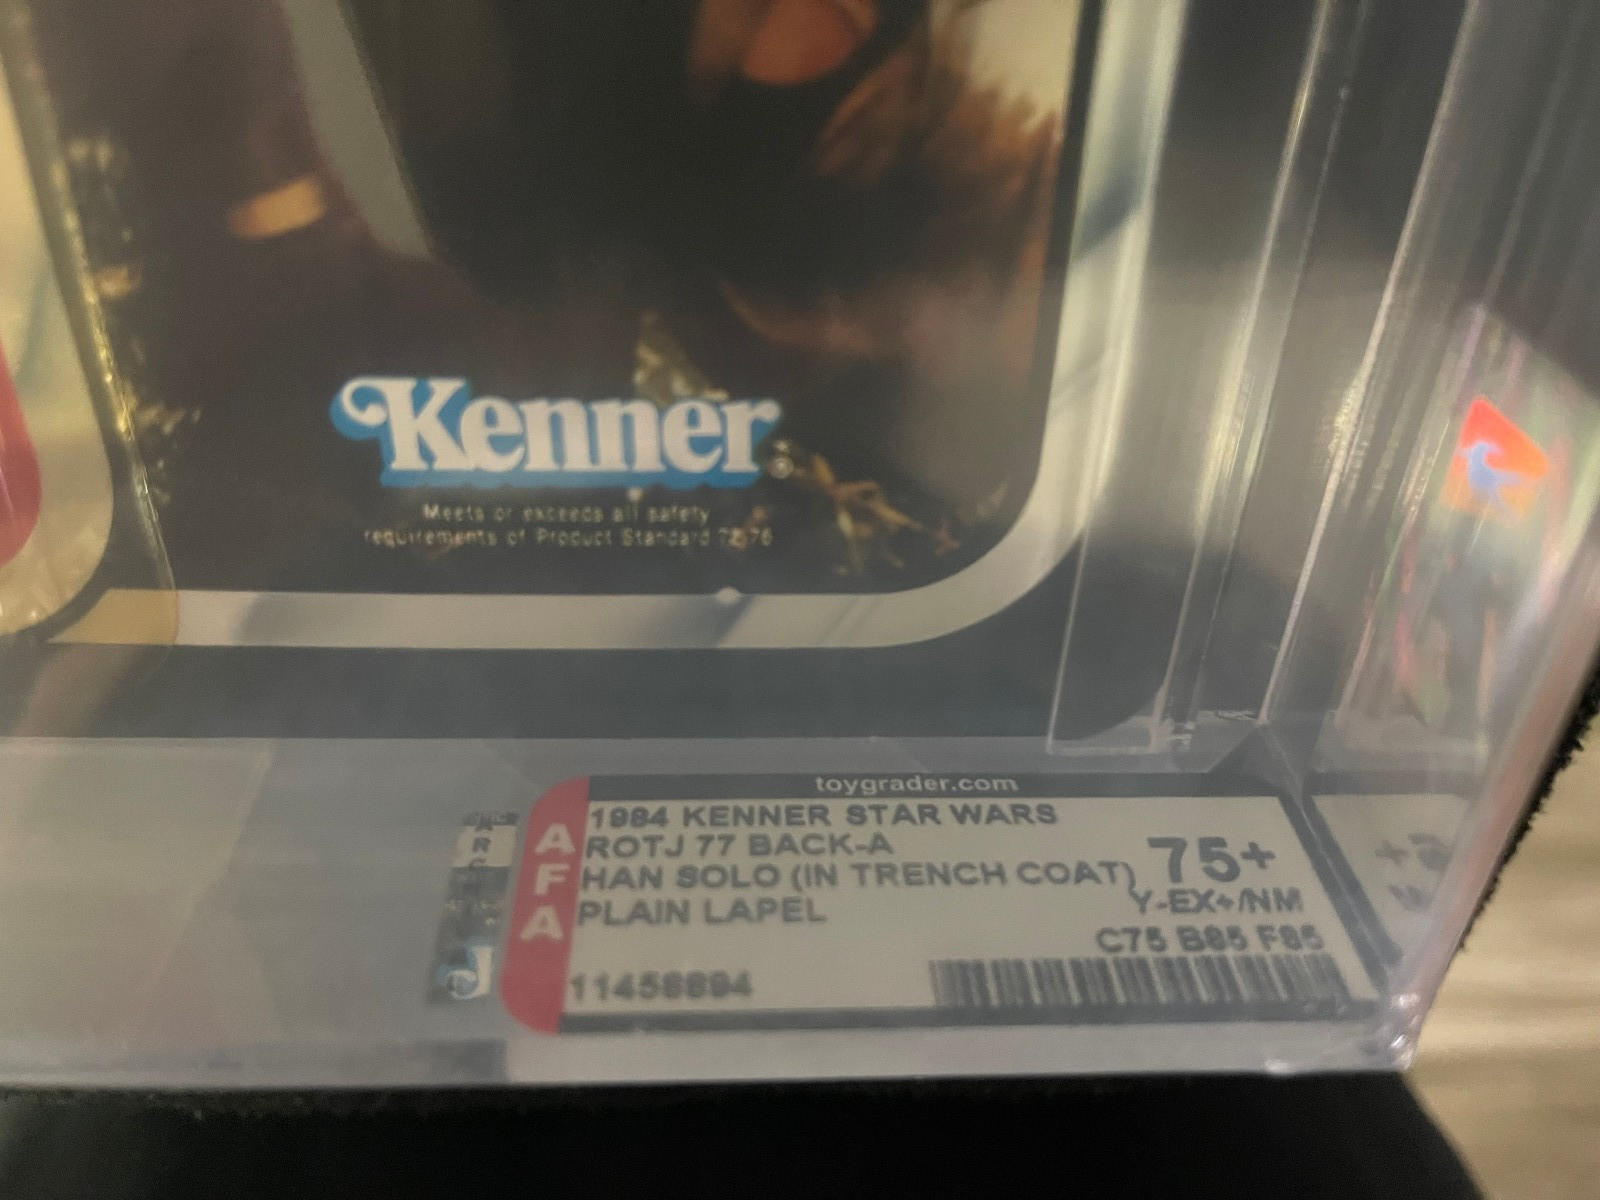 Kenner
Meets or exceeds all safety
requirements of Product Standard 72-76
toygrader.com
AFA
1984 KENNER STAR WARS
ROTJ 77 BACK-A
HAN SOLO (IN TRENCH COAT)
PLAIN LAPEL
75+
Y-EX+/NM
C75 B85 F85